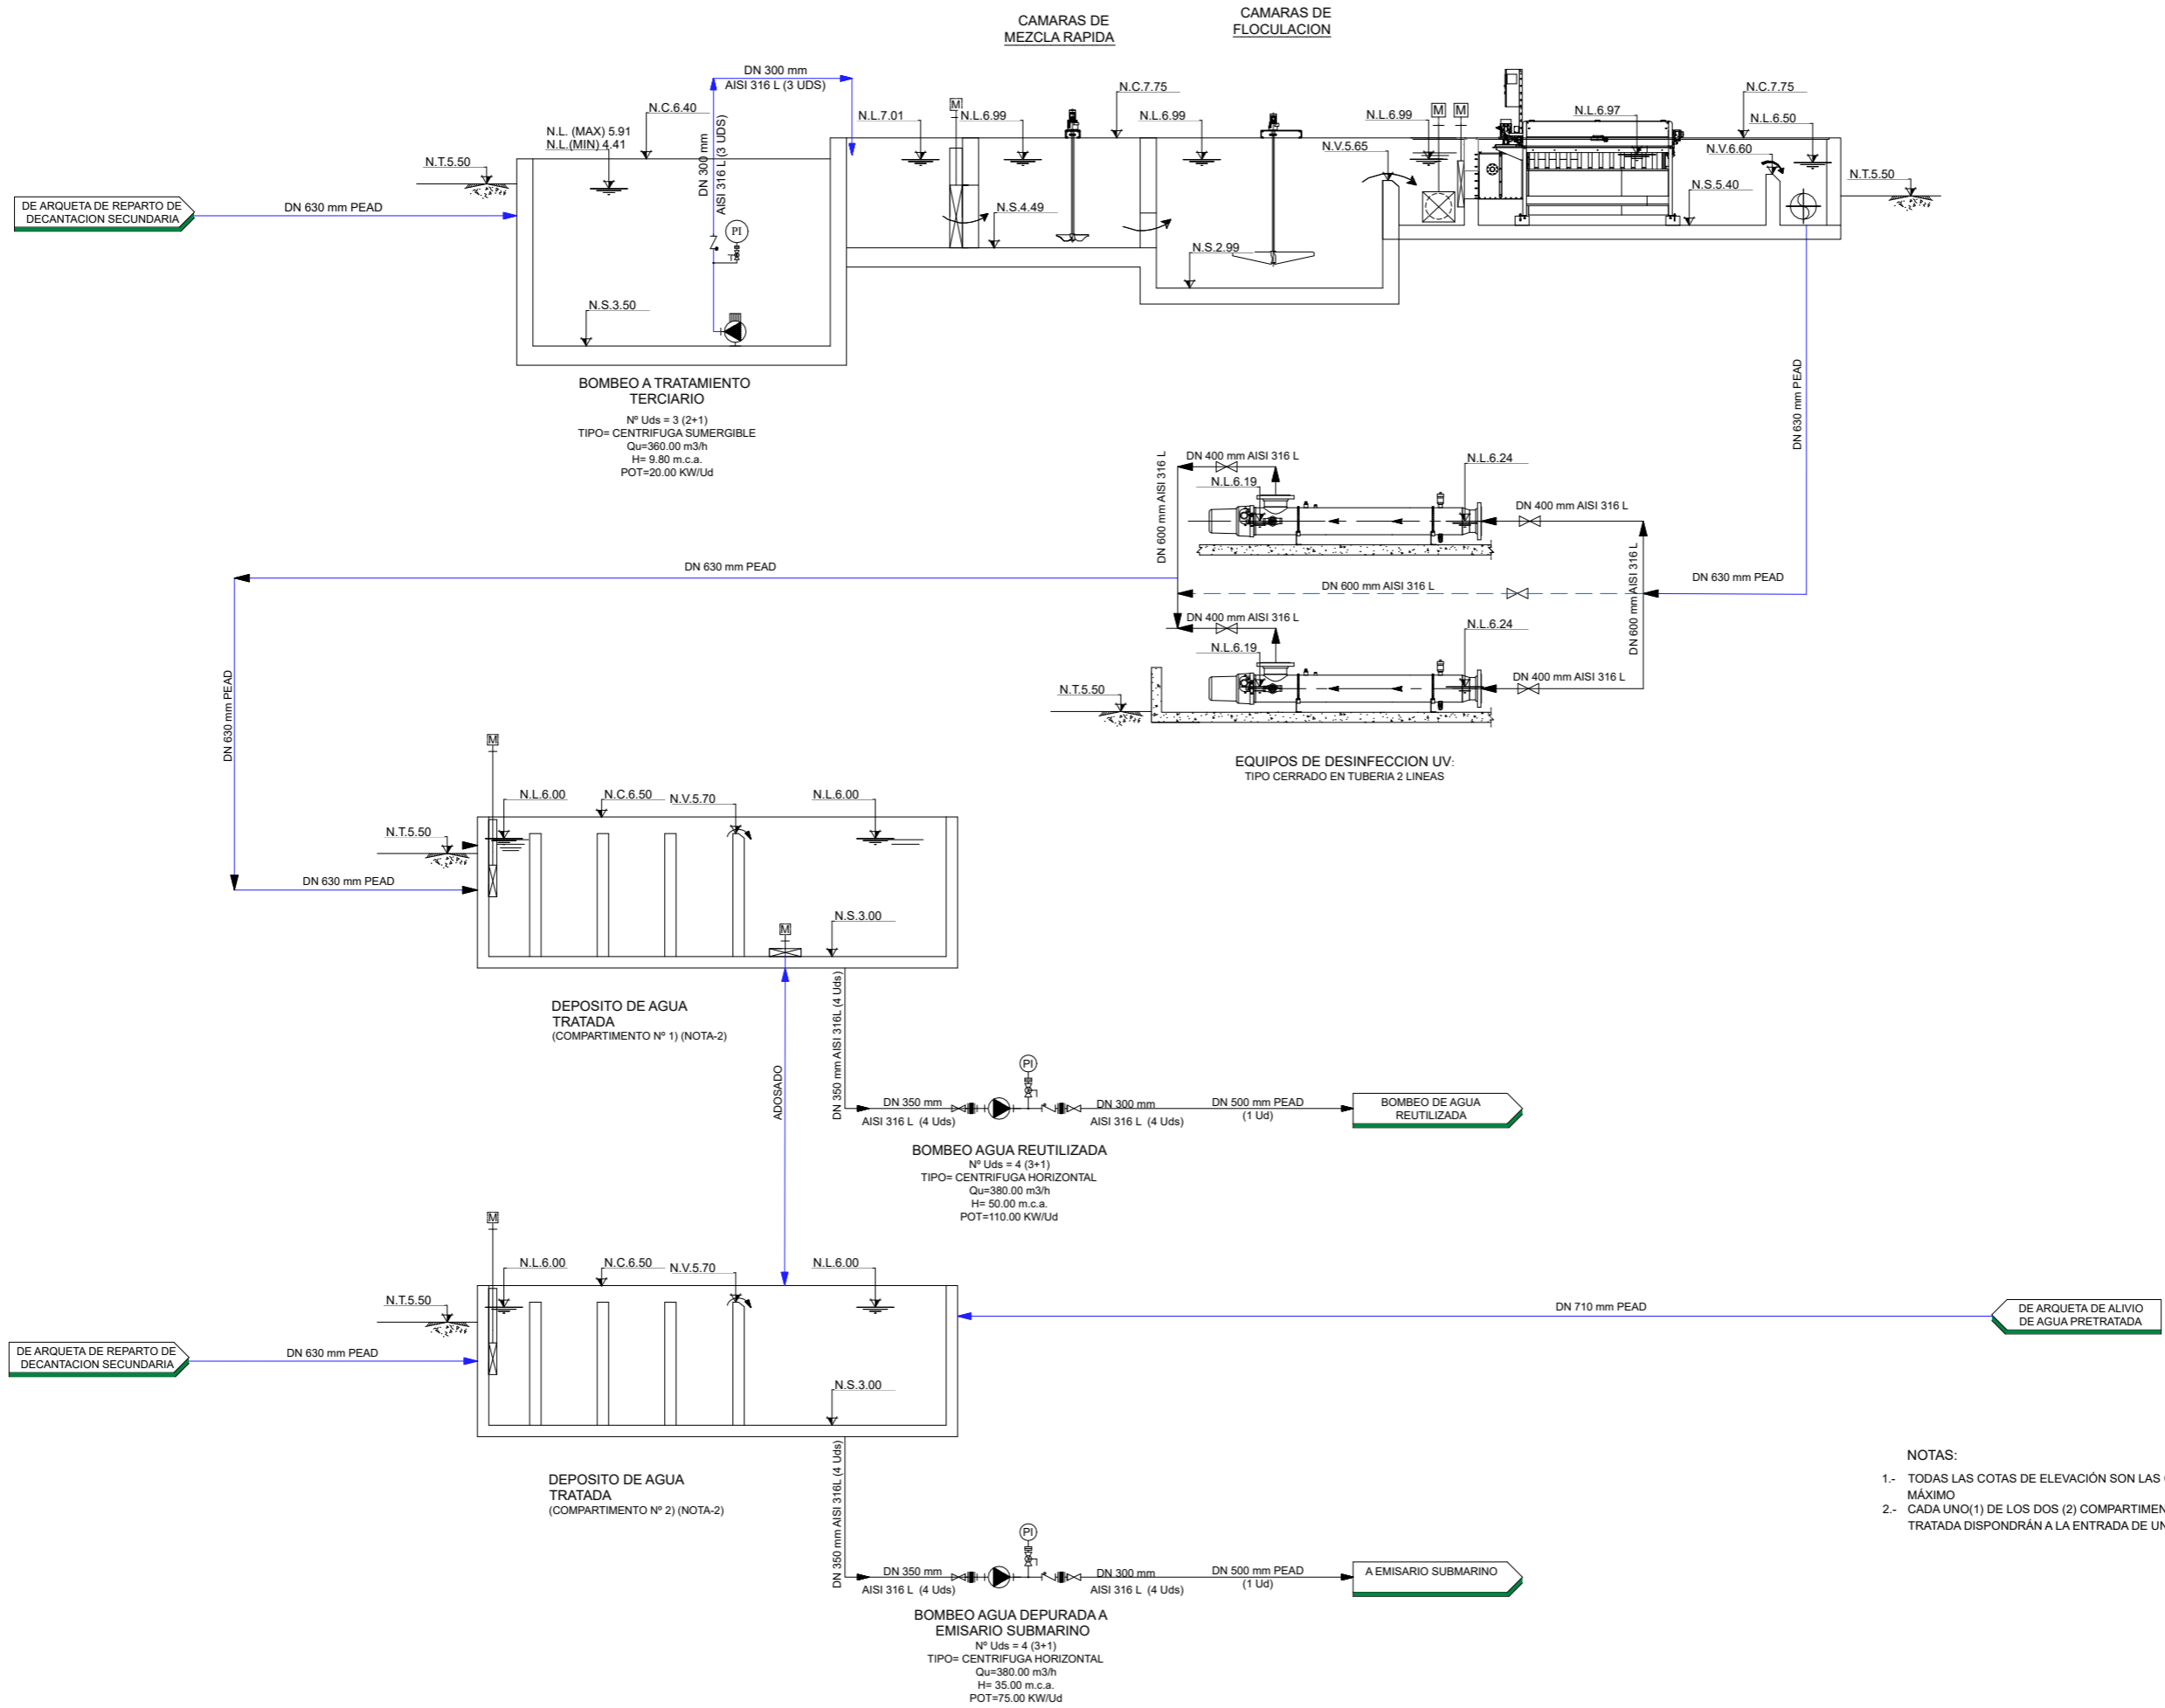 CAMARAS DE
MEZCLA RAPIDA
CAMARAS DE
FLOCULACION
DN 300 mm
AISI 316 L (3 UDS)
N.C.6.40
N.L. (MAX) 5.91
N.L.(MIN) 4.41
N.T.5.50
DN 300 mm
AISI 316 L (3 UDS)
N.L.7.01
M
N.L.6.99
N.C.7.75
N.L.6.99
N.L.6.99
M
M
N.L.6.97
N.C.7.75
N.L.6.50
N.V.5.65
N.V.6.60
N.T.5.50
N.S.5.40
DE ARQUETA DE REPARTO DE
DECANTACION SECUNDARIA
DN 630 mm PEAD
PI
N.S.4.49
N.S.2.99
N.S.3.50
BOMBEO A TRATAMIENTO
TERCIARIO
Nº Uds = 3 (2+1)
TIPO= CENTRIFUGA SUMERGIBLE
Qu=360.00 m3/h
H= 9.80 m.c.a.
POT=20.00 KW/Ud
DN 630 mm PEAD
DN 400 mm AISI 316 L
N.L.6.24
N.L.6.19
DN 400 mm AISI 316 L
DN 600 mm AISI 316 L
DN 600 mm AISI 316 L
DN 630 mm PEAD
DN 600 mm AISI 316 L
DN 630 mm PEAD
DN 400 mm AISI 316 L
N.L.6.24
N.L.6.19
DN 400 mm AISI 316 L
N.T.5.50
DN 630 mm PEAD
EQUIPOS DE DESINFECCION UV:
TIPO CERRADO EN TUBERIA 2 LINEAS
M
N.L.6.00
N.C.6.50
N.V.5.70
N.L.6.00
N.T.5.50
DN 630 mm PEAD
N.S.3.00
M
DEPOSITO DE AGUA
TRATADA
(COMPARTIMENTO Nº 1) (NOTA-2)
DN 350 mm AISI 316L (4 Uds)
ADOSADO
PI
DN 350 mm
AISI 316 L (4 Uds)
DN 300 mm
AISI 316 L (4 Uds)
DN 500 mm PEAD
(1 Ud)
BOMBEO DE AGUA
REUTILIZADA
BOMBEO AGUA REUTILIZADA
Nº Uds = 4 (3+1)
TIPO= CENTRIFUGA HORIZONTAL
Qu=380.00 m3/h
H= 50.00 m.c.a.
POT=110.00 KW/Ud
M
N.L.6.00
N.C.6.50
N.V.5.70
N.L.6.00
N.T.5.50
DN 710 mm PEAD
DE ARQUETA DE ALIVIO
DE AGUA PRETRATADA
DE ARQUETA DE REPARTO DE
DECANTACION SECUNDARIA
DN 630 mm PEAD
N.S.3.00
DEPOSITO DE AGUA
TRATADA
(COMPARTIMENTO Nº 2) (NOTA-2)
DN 350 mm AISI 316L (4 Uds)
PI
DN 350 mm
AISI 316 L (4 Uds)
DN 300 mm
AISI 316 L (4 Uds)
DN 500 mm PEAD
(1 Ud)
A EMISARIO SUBMARINO
BOMBEO AGUA DEPURADA A
EMISARIO SUBMARINO
Nº Uds = 4 (3+1)
TIPO= CENTRIFUGA HORIZONTAL
Qu=380.00 m3/h
H= 35.00 m.c.a.
POT=75.00 KW/Ud
NOTAS:
1.- TODAS LAS COTAS DE ELEVACIÓN SON LAS
MÁXIMO
2.- CADA UNO(1) DE LOS DOS (2)
TRATADA DISPONDRÁN A LA ENTRADA DE